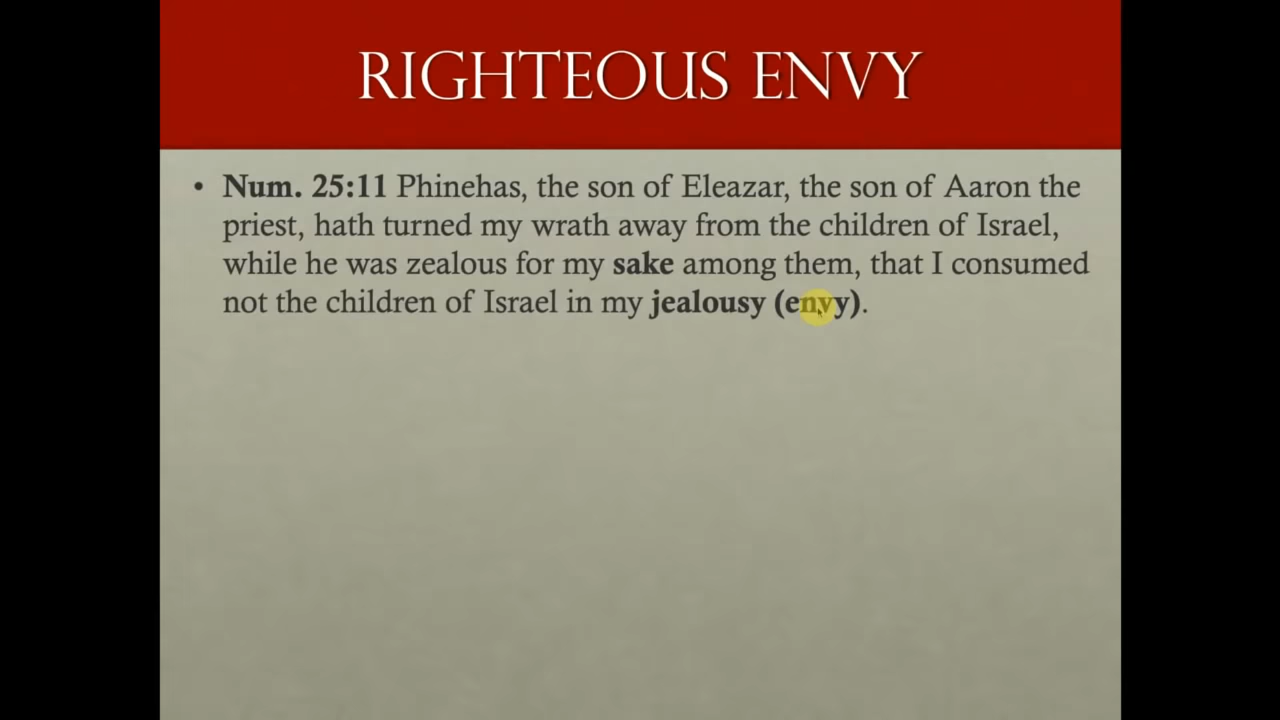 RIGHTEOUS ENVY
• Num. 25:11 Phinehas, the son of Eleazar, the son of Aaron the
priest, hath turned my wrath away from the children of Israel,
while he was zealous for my sake among them, that I consumed
not the children of Israel in my jealousy (envy).